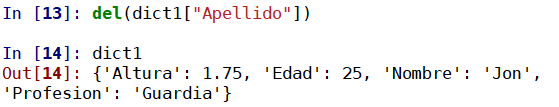 In [13]: del(dict1["Apellido"])
In [14]: dict1
Out[14]: {'Altura': 1.75, 'Edad': 25, 'Nombre': 'Jon',
'Profesion': 'Guardia'}